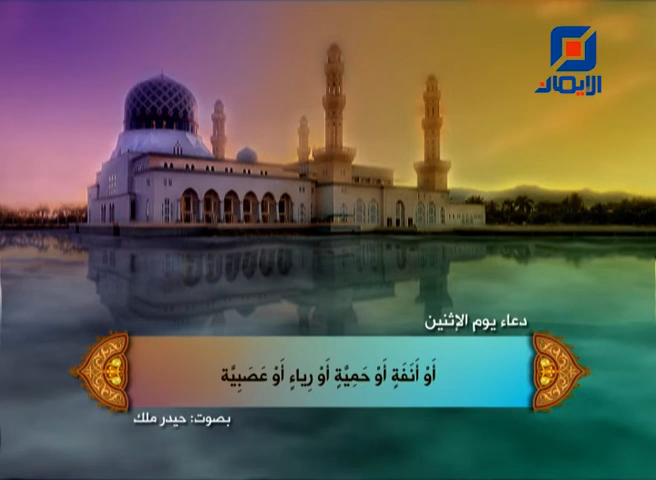 الإيمان
دعاء يوم الإثنين
أَوْ أَنَفَةٍ أَوْ حَمِيَّةٍ أَوْ رِياءٍ أَوْ عَصَبِيَّة
بصوت: حيدر ملك